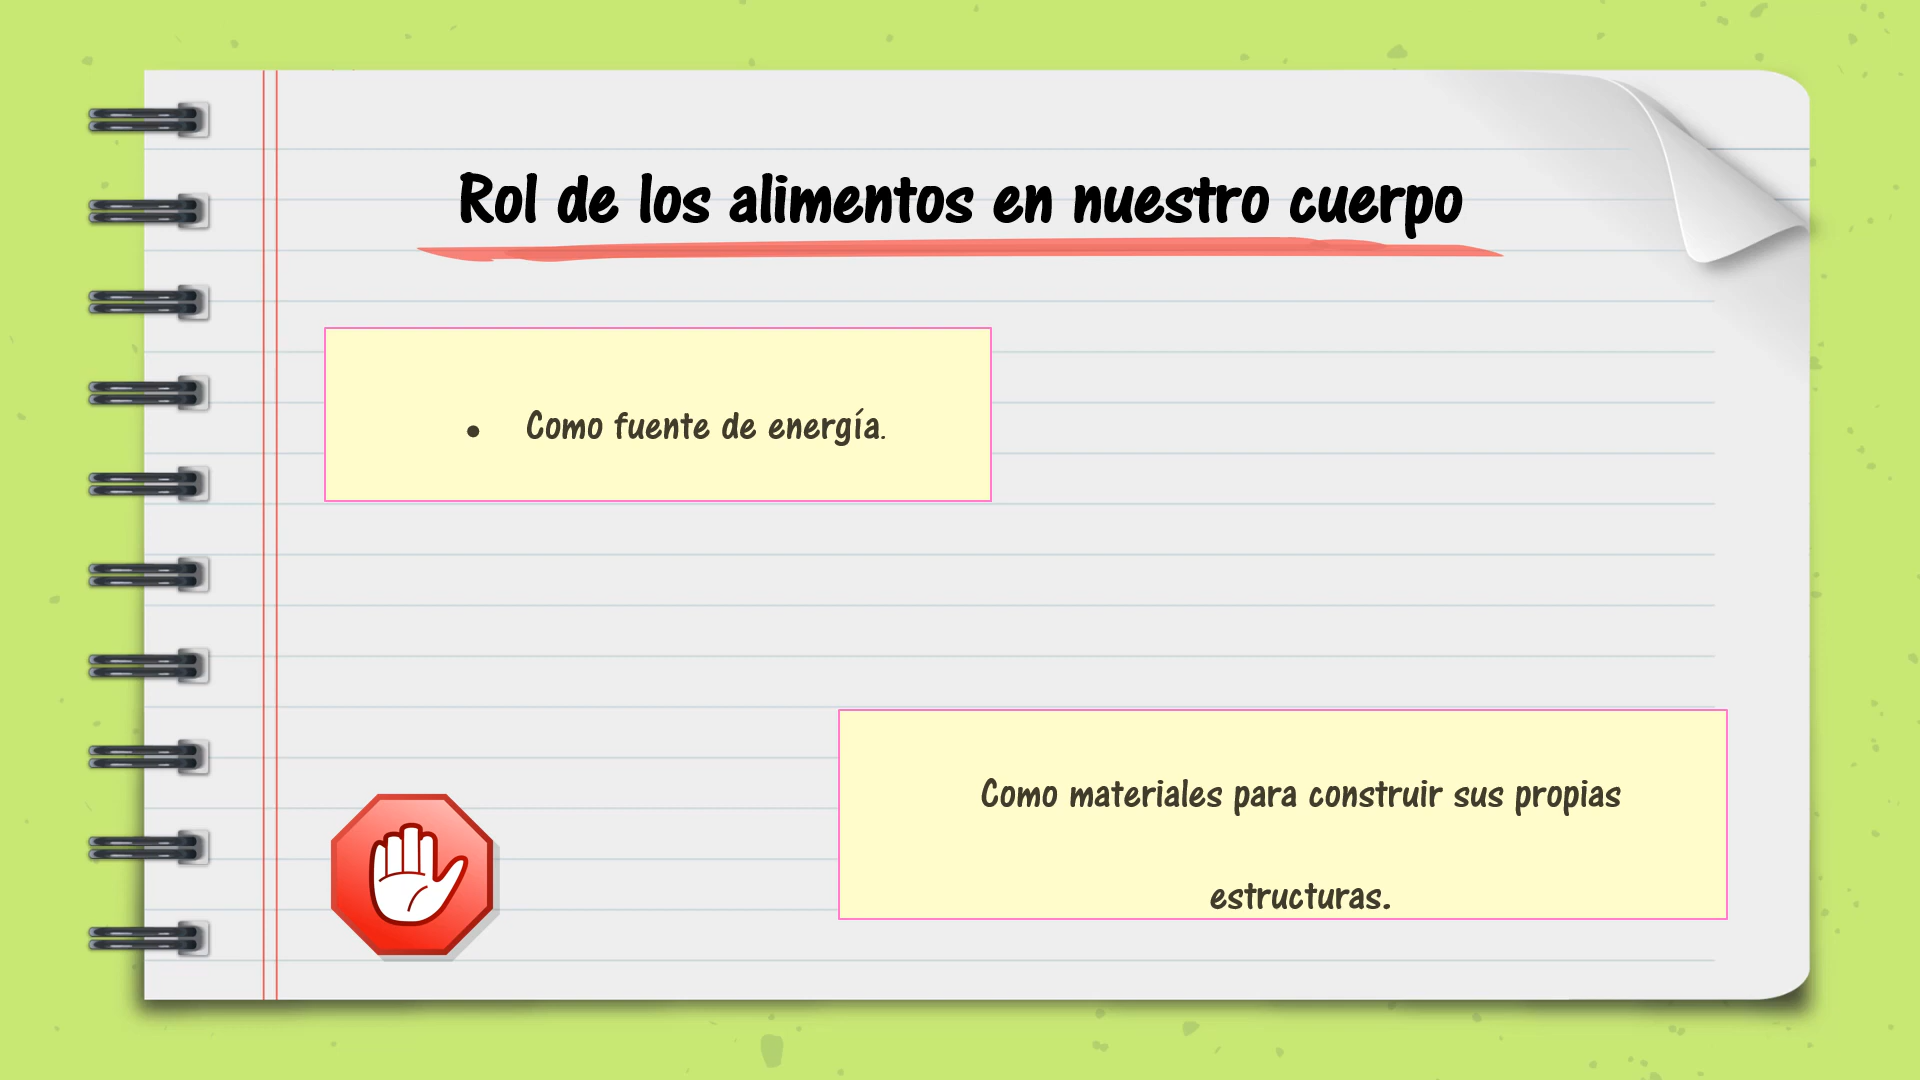 Rol de los alimentos en nuestro cuerpo
• Como fuente de energía.
Como materiales para construir sus propias
estructuras.